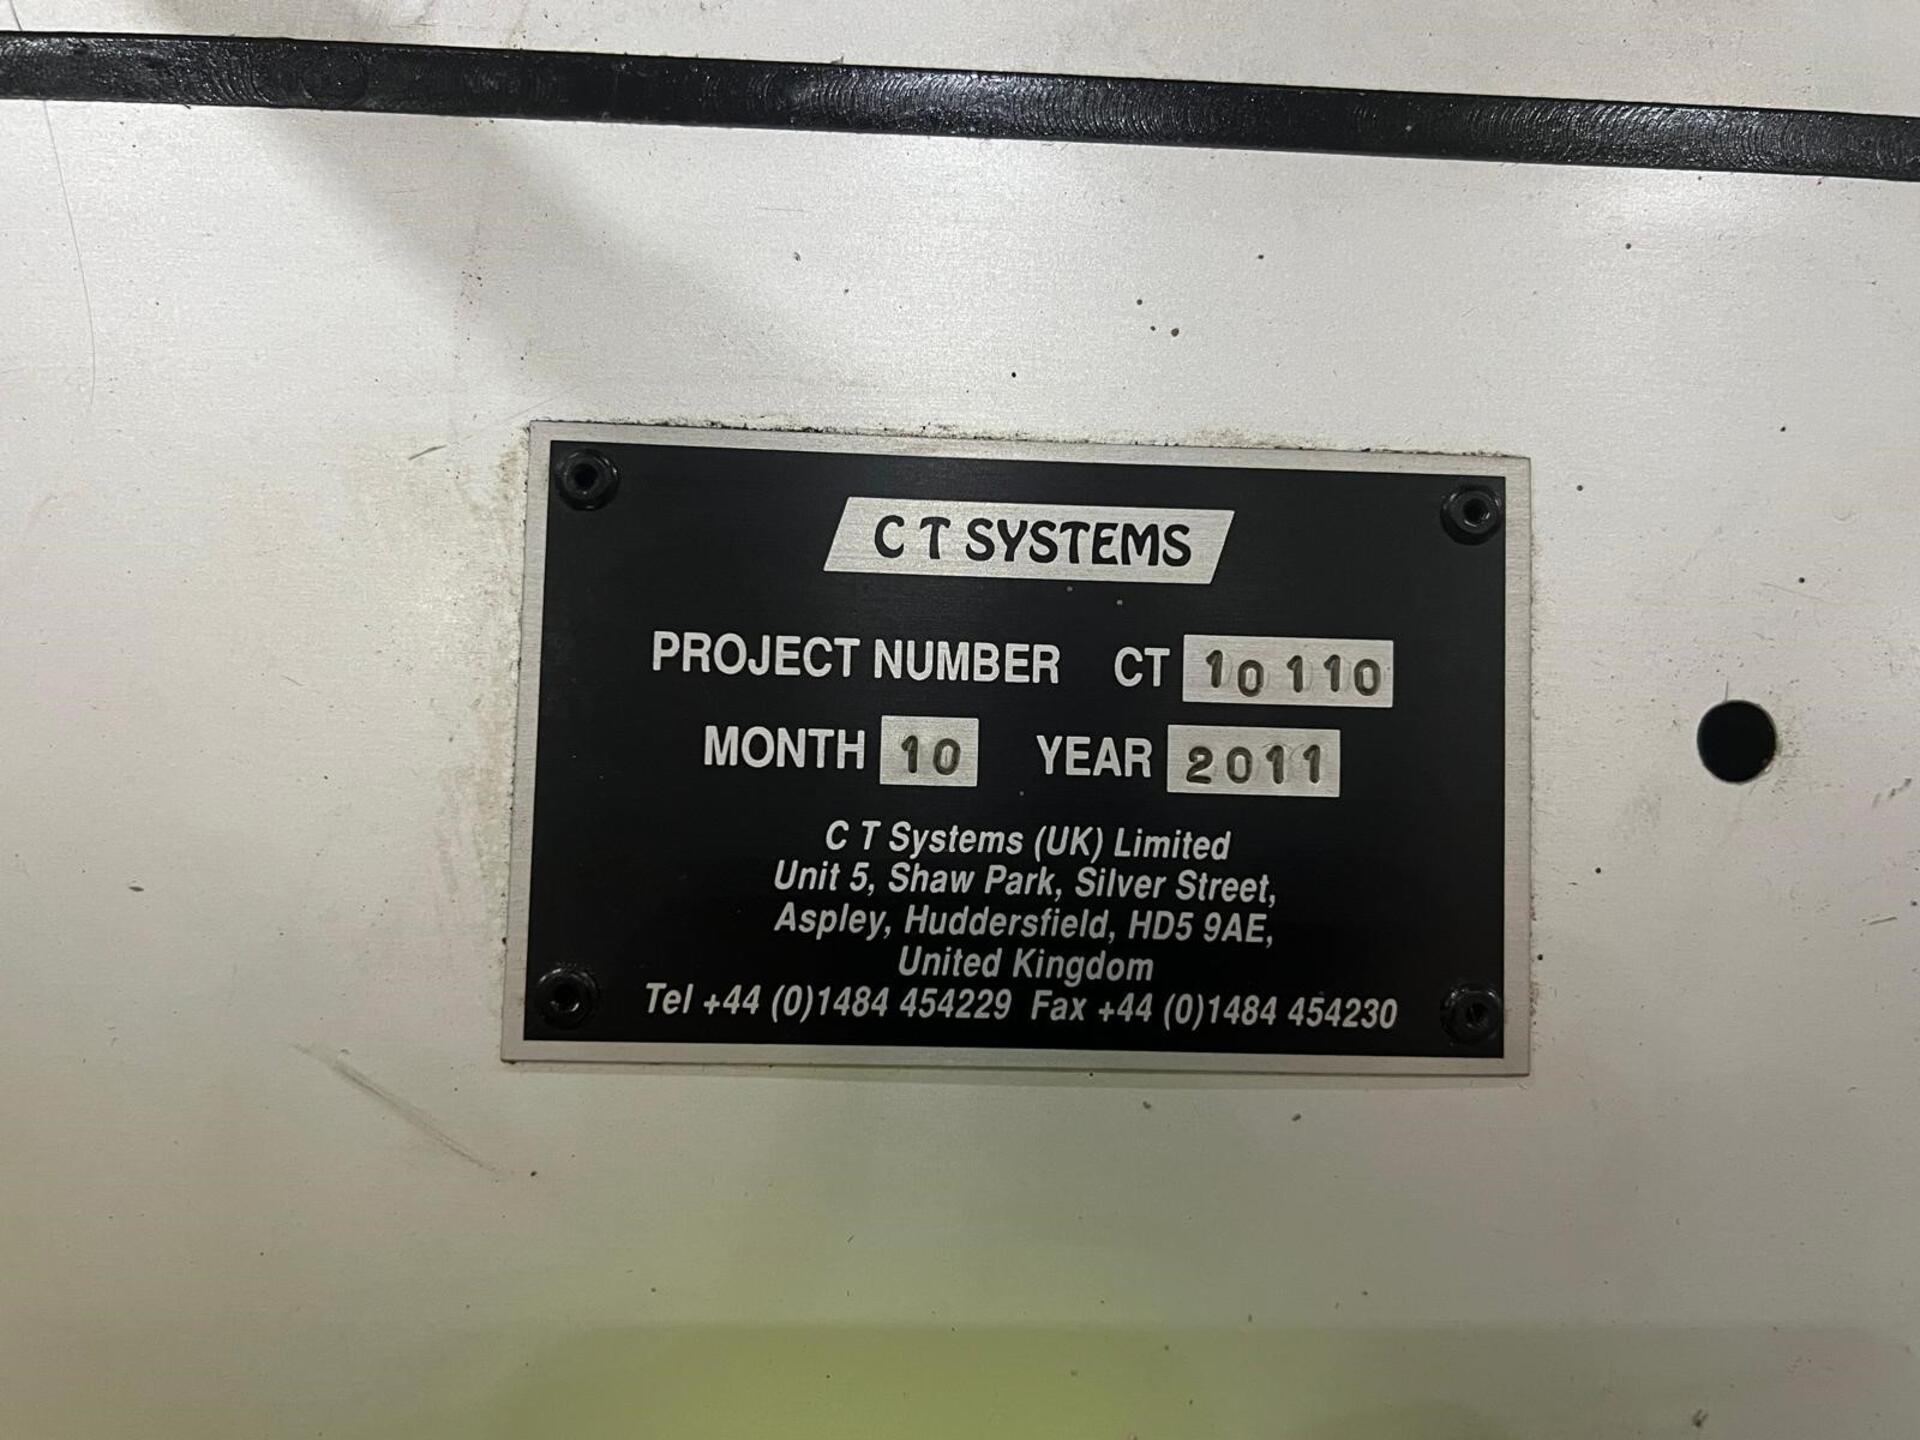 C T SYSTEMS
PROJECT NUMBER CT 10110
MONTH 10 YEAR 2011
C T Systems (UK) Limited
Unit 5, Shaw Park, Silver Street,
Aspley, Huddersfield, HD5 9AE,
United Kingdom
Tel +44 (0)1484 454229 Fax +44 (0)1484 454230